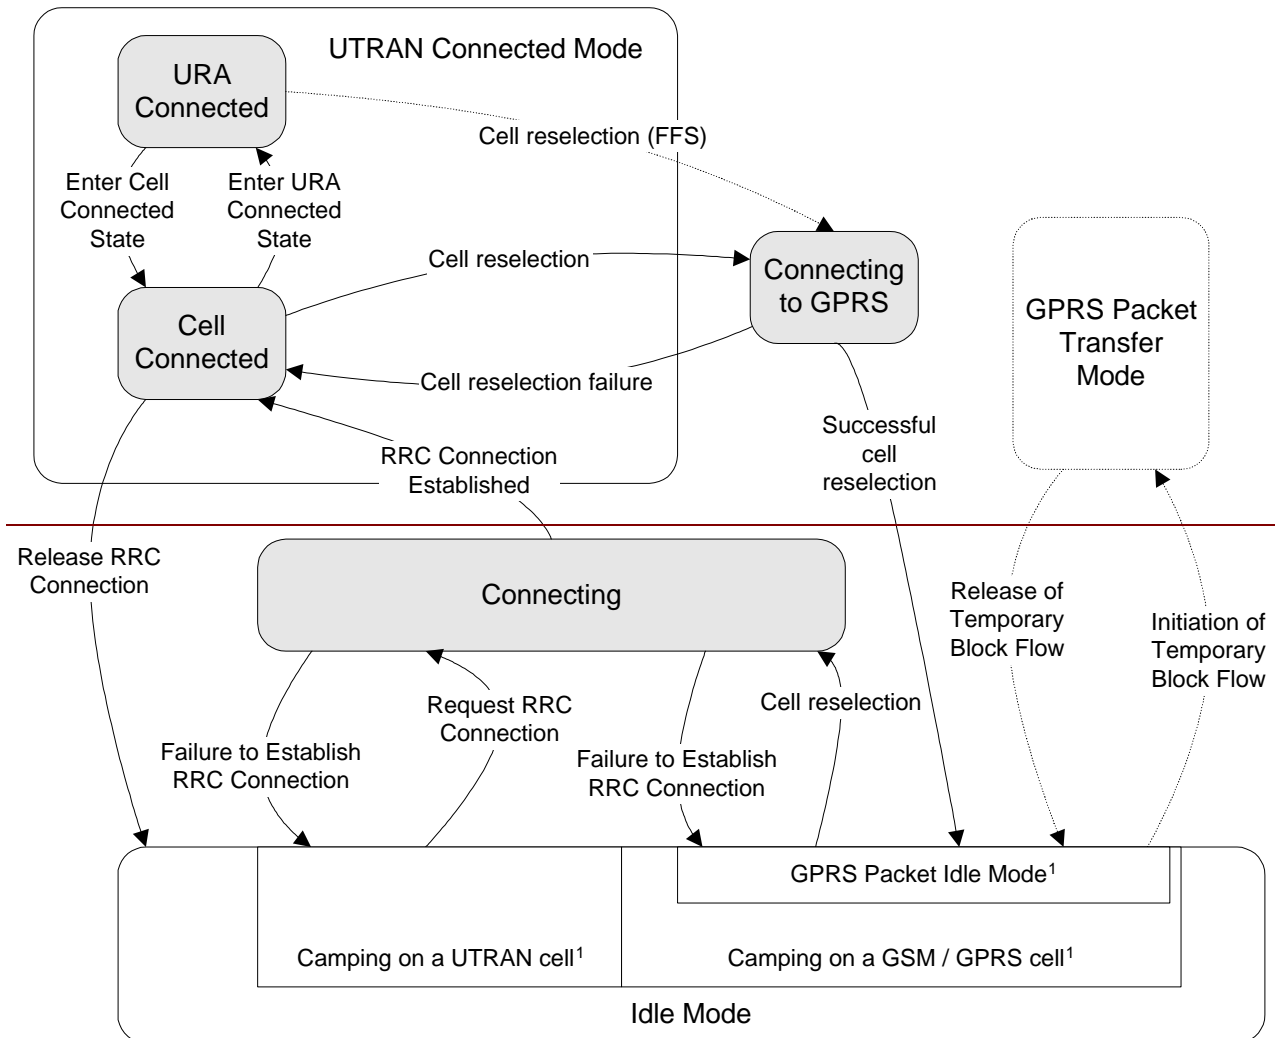 UTRAN Connected Mode
URA
Connected
Cell reselection (FFS)
Enter Cell
Connected
State
Enter URA
Connected
State
Cell reselection
Connecting
to GPRS
GPRS Packet
Transfer
Mode
Cell
Connected
Cell reselection failure
Successful
cell
reselection
RRC Connection
Established
Release RRC
Connection
Connecting
Release of
Temporary
Block Flow
Initiation of
Temporary
Block Flow
Request RRC
Connection
Cell reselection
Failure to Establish
RRC Connection
Failure to Establish
RRC Connection
GPRS Packet Idle Mode¹
Camping on a UTRAN cell¹
Camping on a GSM / GPRS cell¹
Idle Mode